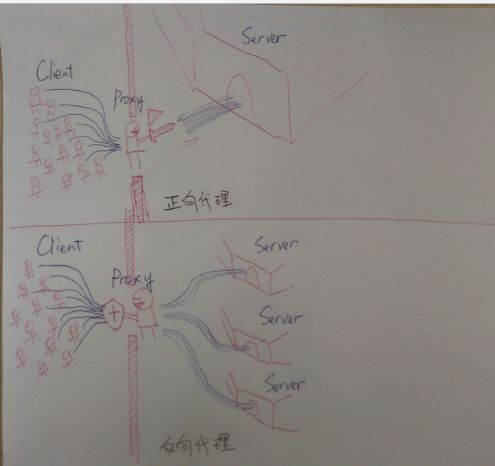 Server
Client
Proxy
正向代理
Client
Proxy
Server
Server
Server
反向代理